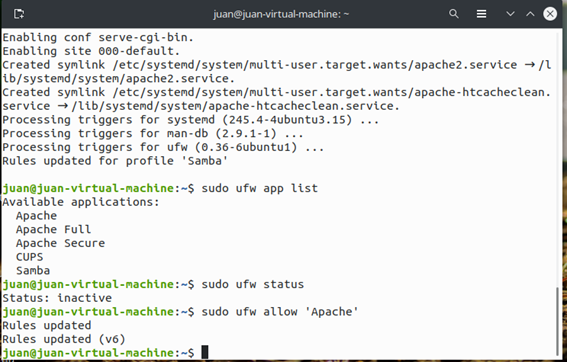 juan@juan-virtual-machine: ~
Enabling conf serve-cgi-bin.
Enabling site 000-default.
Created symlink /etc/systemd/system/multi-user.target.wants/apache2.service → /l
ib/systemd/system/apache2.service.
Created symlink /etc/systemd/system/multi-user.target.wants/apache-htcacheclean.
service → /lib/systemd/system/apache-htcacheclean.service.
Processing triggers for systemd (245.4-4ubuntu3.15) ...
Processing triggers for man-db (2.9.1-1) ...
Processing triggers for ufw (0.36-6ubuntu1) ...
Rules updated for profile 'Samba'
juan@juan-virtual-machine:~$ sudo ufw app list
Available applications:
  Apache
  Apache Full
  Apache Secure
  CUPS
  Samba
juan@juan-virtual-machine:~$ sudo ufw status
Status: inactive
juan@juan-virtual-machine:~$ sudo ufw allow 'Apache'
Rules updated
Rules updated (v6)
juan@juan-virtual-machine:~$